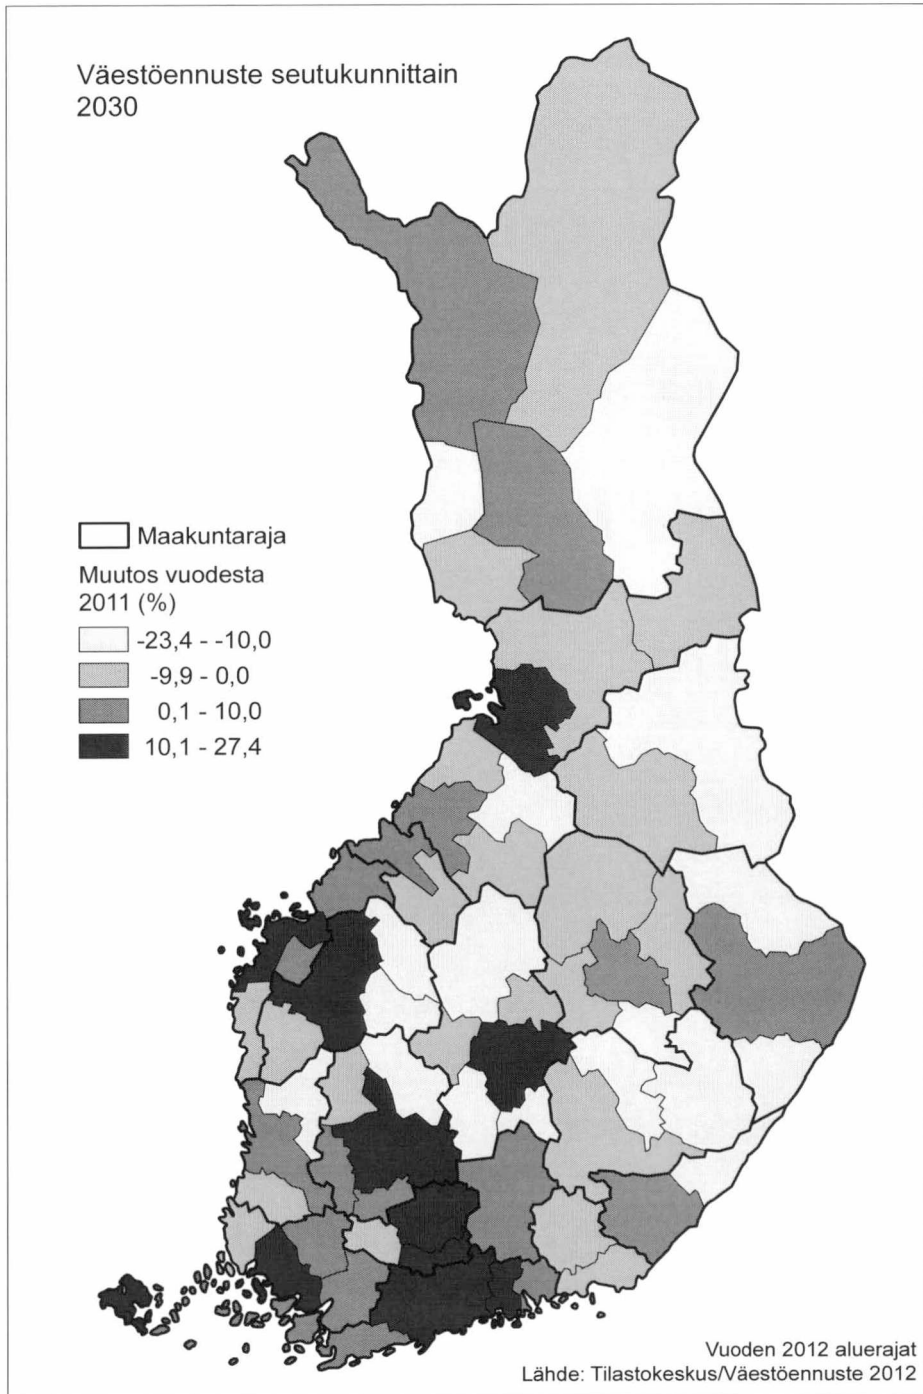 Väestöennuste seutukunnittain
2030
Maakuntaraja
Muutos vuodesta
2011 (%)
-23,4 - -10,0
-9,9 - 0,0
0,1 - 10,0
10,1 - 27,4
Vuoden 2012 aluerajat
Lähde: Tilastokeskus/Väestöennuste 2012